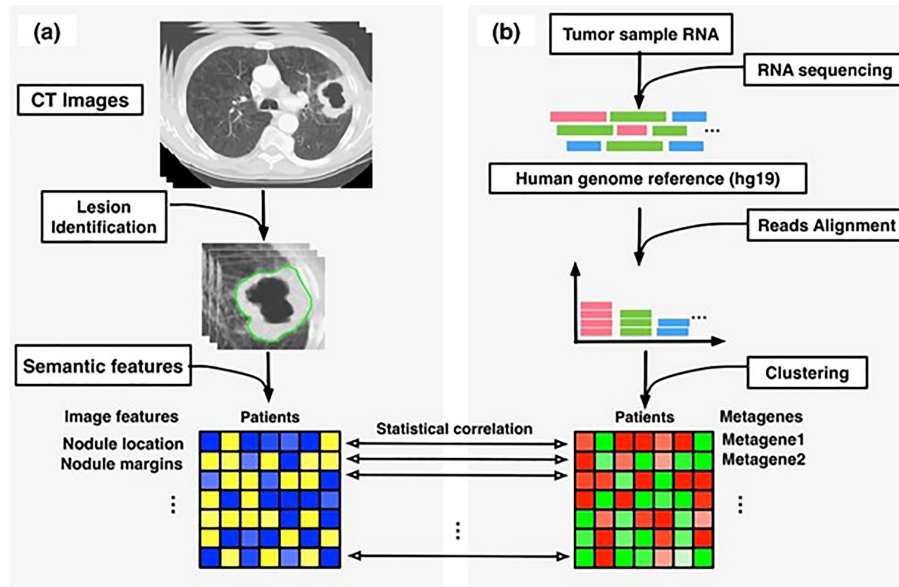 (a)
CT Images
Lesion
Identification
Semantic features
Image features
Patients
Nodule location
Nodule margins
⋮
Statistical correlation
⋮
(b)
Tumor sample RNA
RNA sequencing
...
Human genome reference (hg19)
Reads Alignment
...
Clustering
Patients
Metagenes
Metagene1
Metagene2
⋮